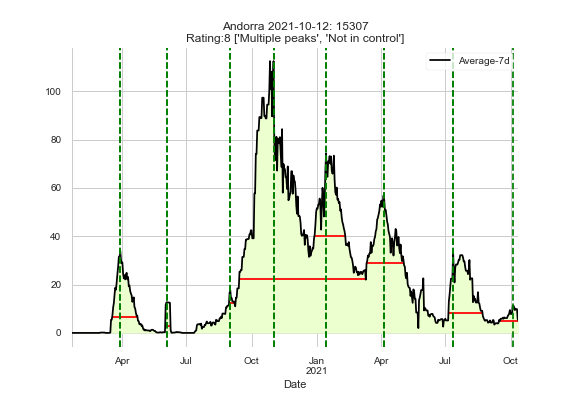 Andorra 2021-10-12: 15307
Rating:8 ['Multiple peaks', 'Not in control']
Average-7d
100
80
60
40
20
0
Apr Jul Oct Jan Apr Jul Oct
2021
Date